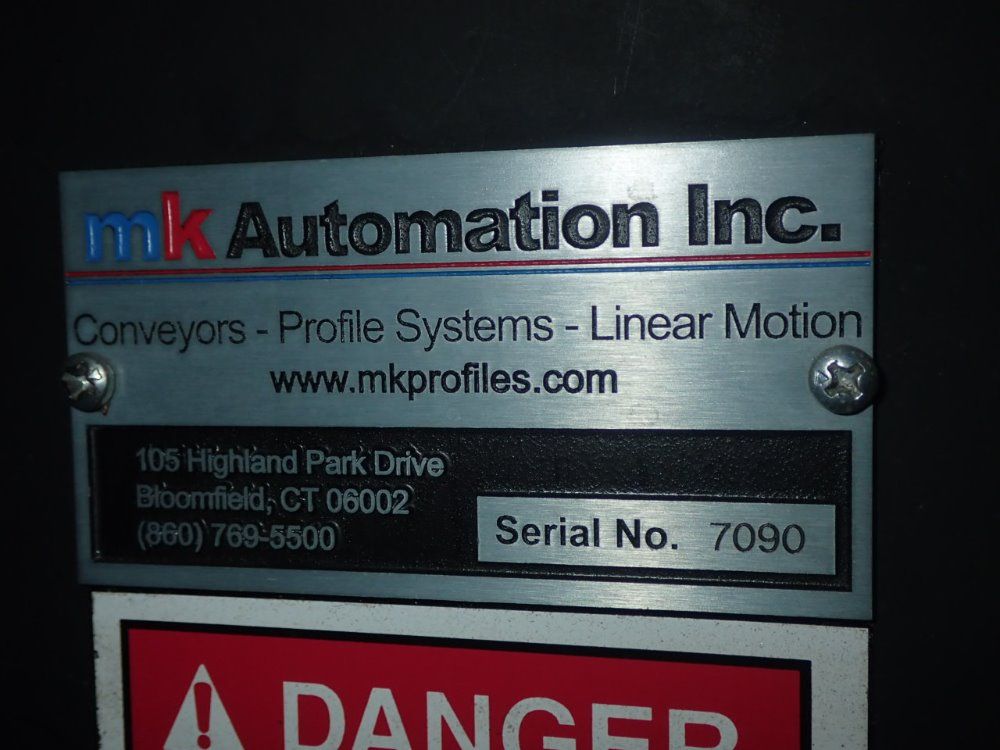 mk Automation Inc.
Conveyors - Profile Systems - Linear Motion
www.mkprofiles.com
105 Highland Park Drive
Bloomfield, CT 06002
(860) 769-5500
Serial No. 7090
DANGER